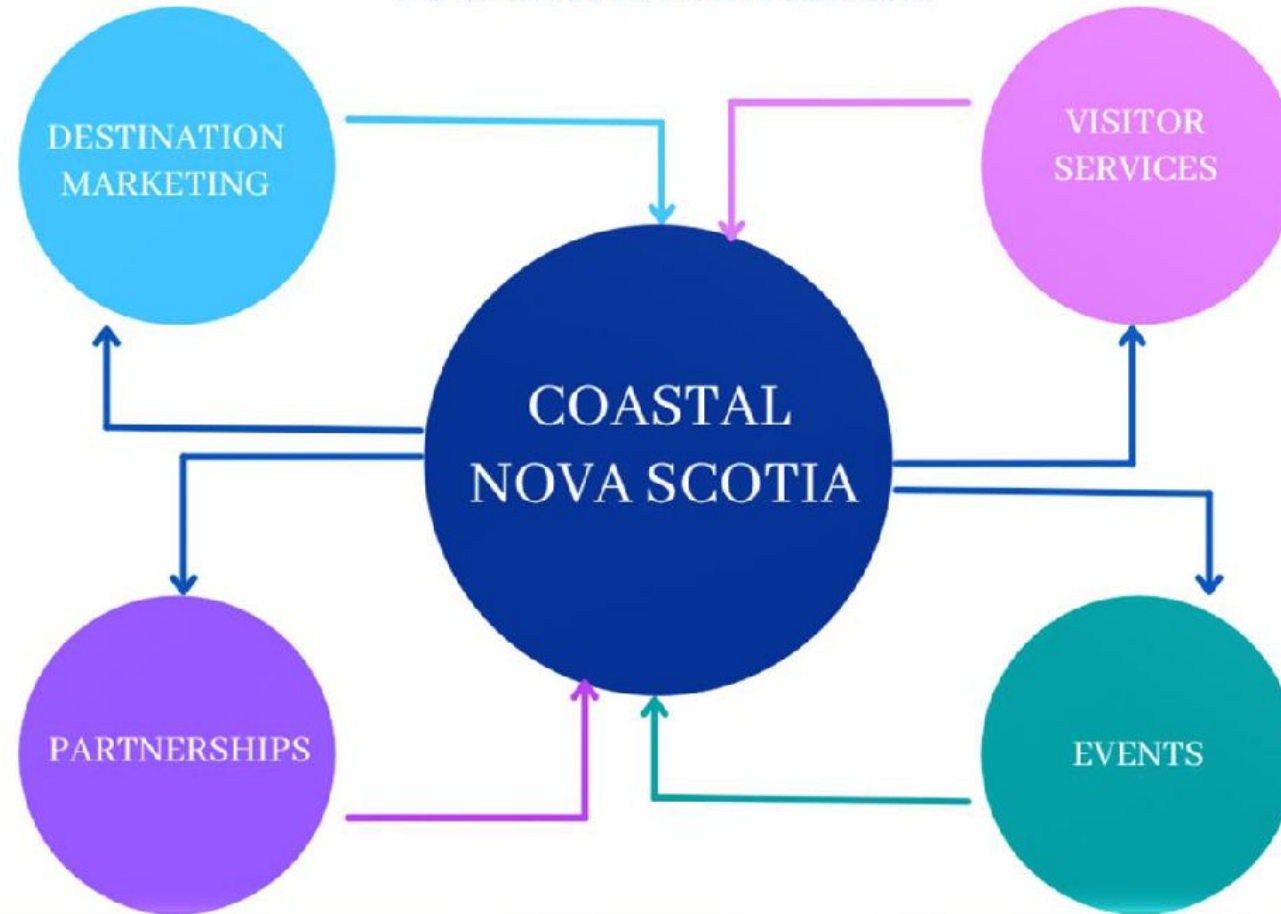 DESTINATION
MARKETING
VISITOR
SERVICES
COASTAL
NOVA SCOTIA
PARTNERSHIPS
EVENTS